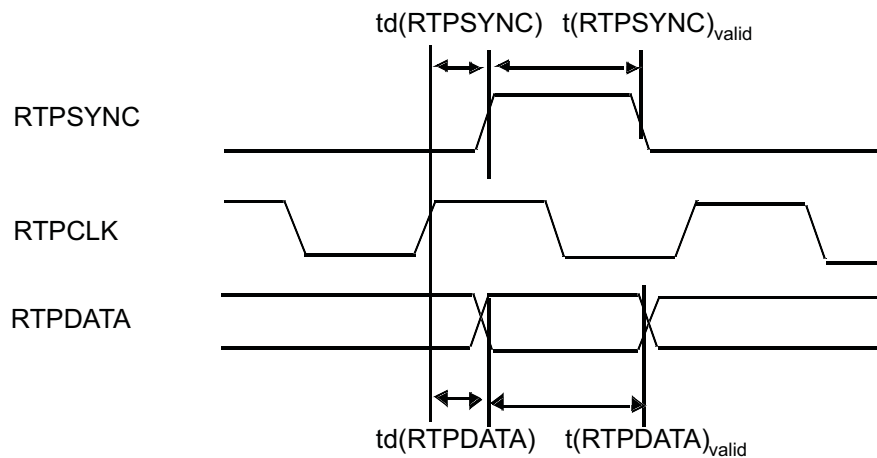 td(RTPSYNC) t(RTPSYNC)valid
RTPSYNC
RTPCLK
RTPDATA
td(RTPDATA) t(RTPDATA)valid